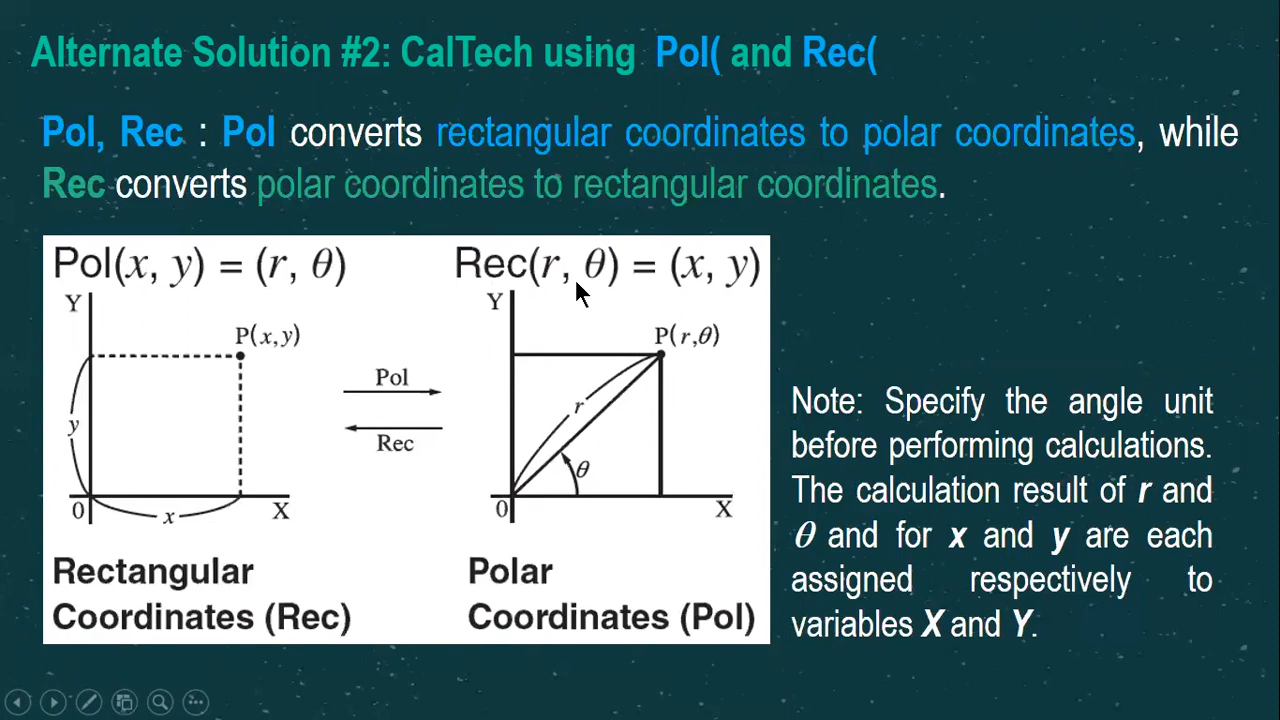 Alternate Solution #2: CalTech using Pol( and Rec(
Pol, Rec : Pol converts rectangular coordinates to polar coordinates, while
Rec converts polar coordinates to rectangular coordinates.
Pol(x, y) = (r, θ)
Rec(r, θ) = (x, y)
Y
P(x,y)
y
0
x
X
Pol
Rec
Y
P(r,θ)
r
θ
0
X
Rectangular
Coordinates (Rec)
Polar
Coordinates (Pol)
Note: Specify the angle unit
before performing calculations.
The calculation result of r and
θ and for x and y are each
assigned respectively to
variables X and Y.